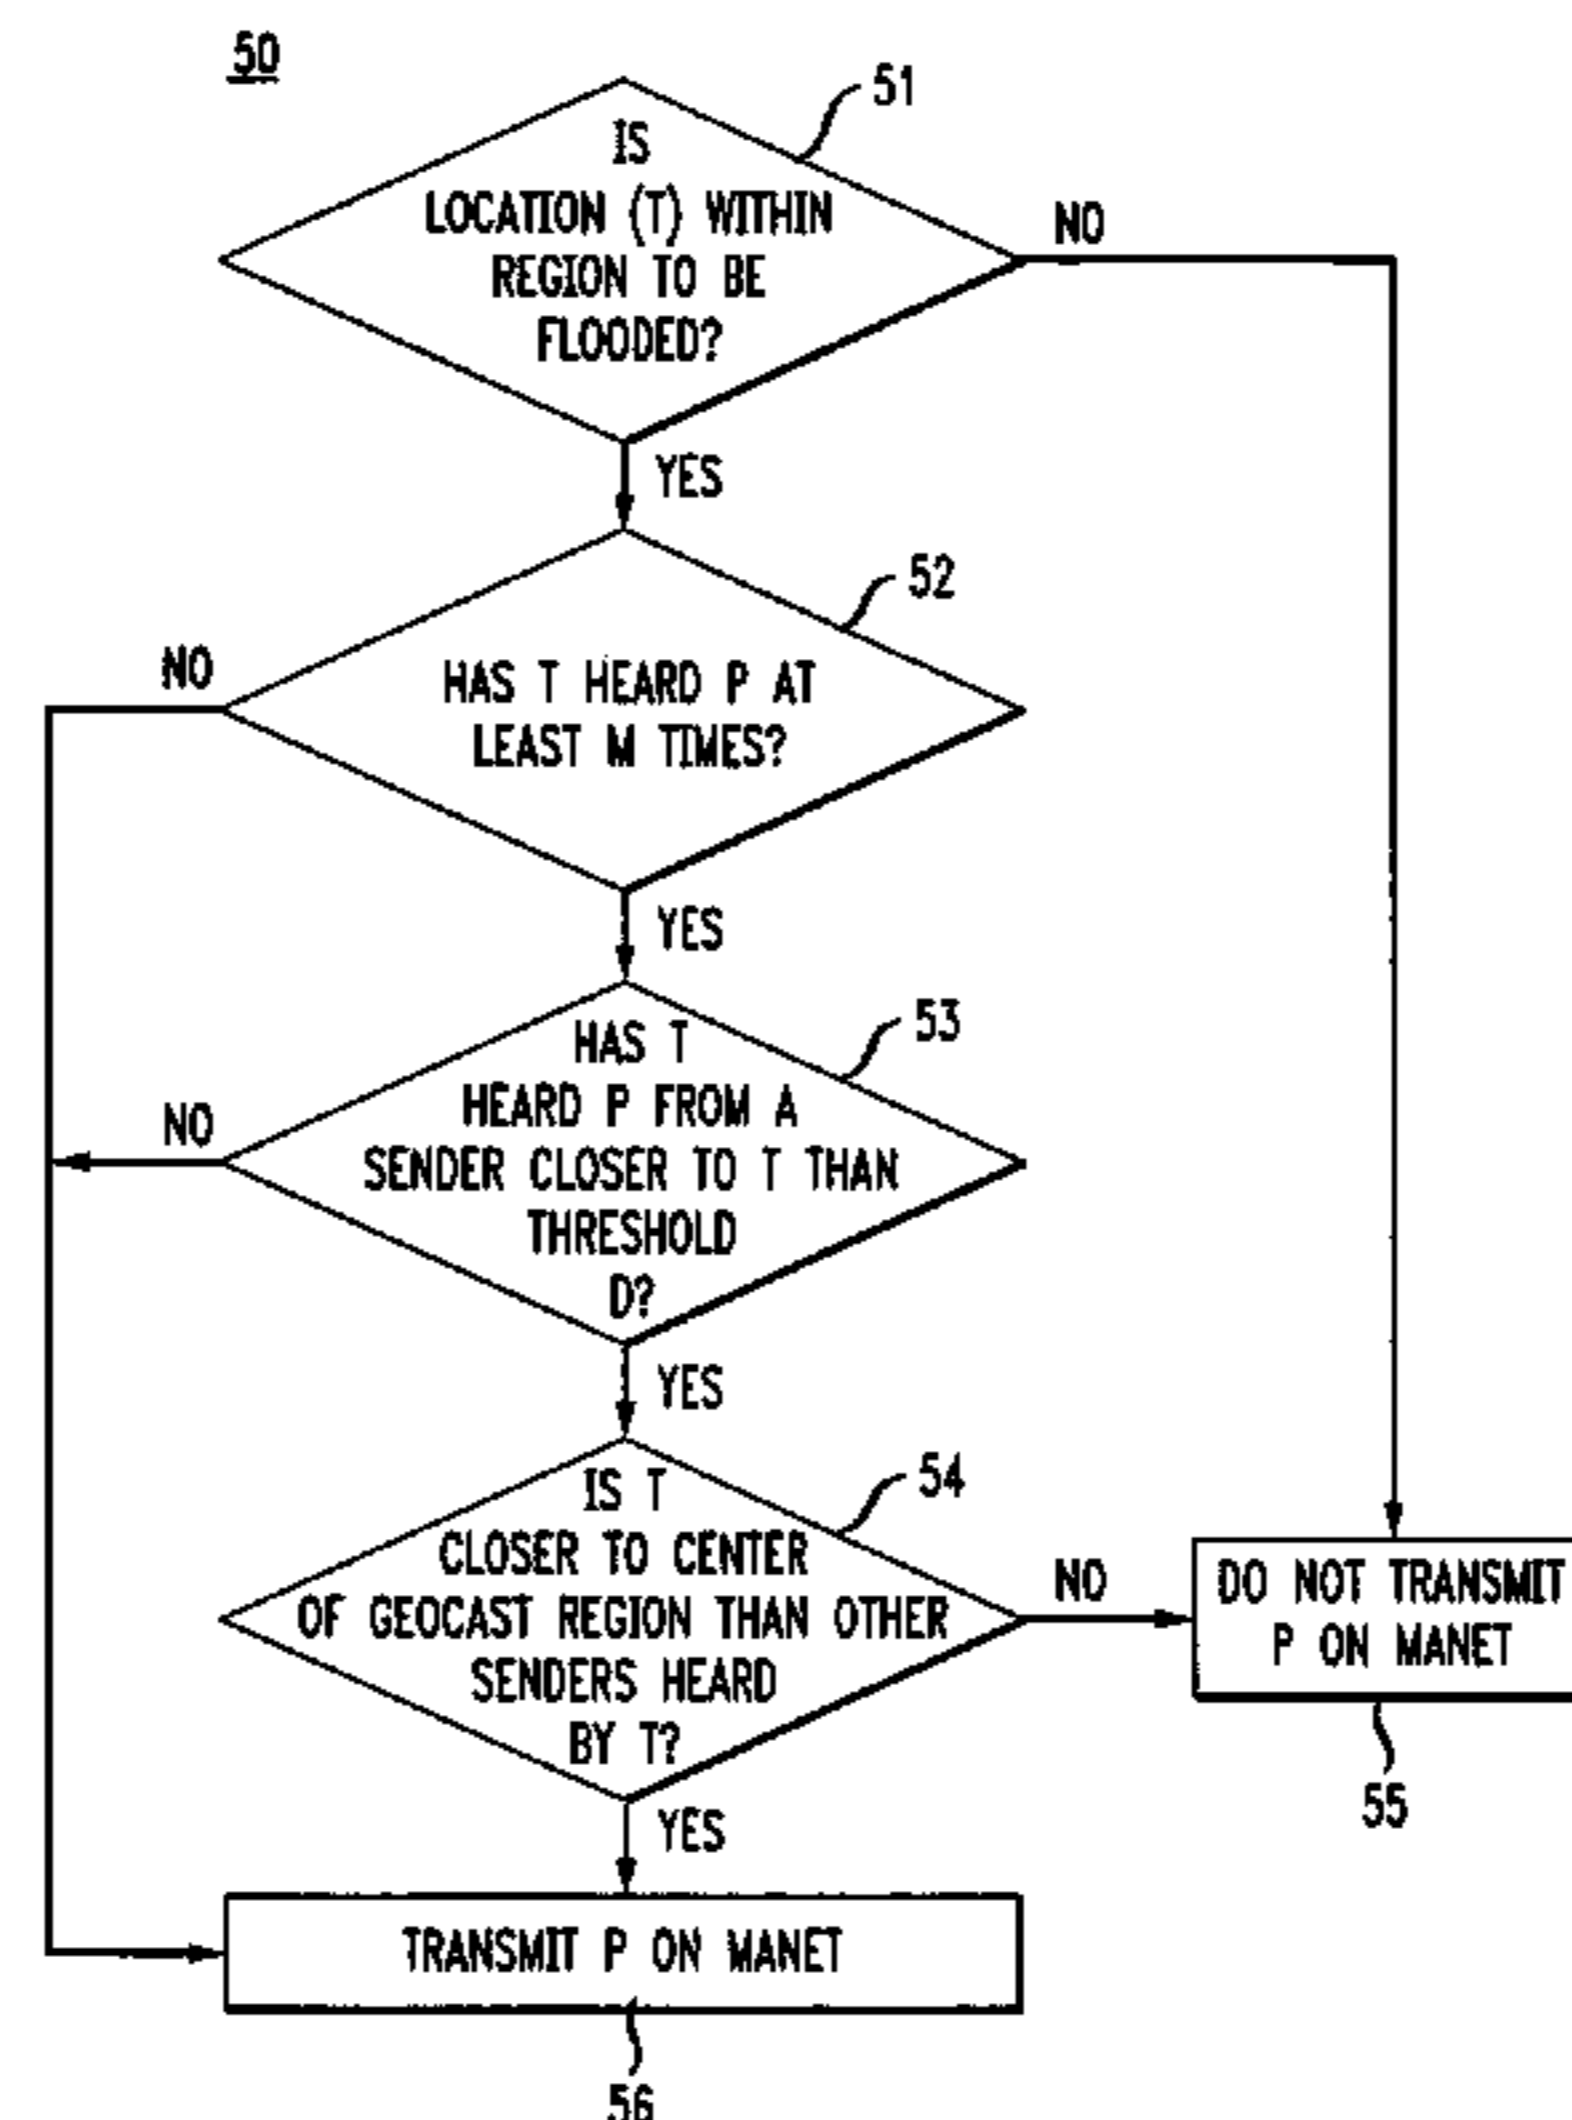 50
51
IS
LOCATION (T) WITHIN
REGION TO BE
FLOODED?
NO
YES
52
NO
HAS T HEARD P AT
LEAST M TIMES?
YES
53
HAS T
HEARD P FROM A
SENDER CLOSER TO T THAN
THRESHOLD
D?
NO
YES
54
IS T
CLOSER TO CENTER
OF GEOCAST REGION THAN OTHER
SENDERS HEARD
BY T?
NO
DO NOT TRANSMIT
P ON MANET
55
YES
TRANSMIT P ON MANET
56